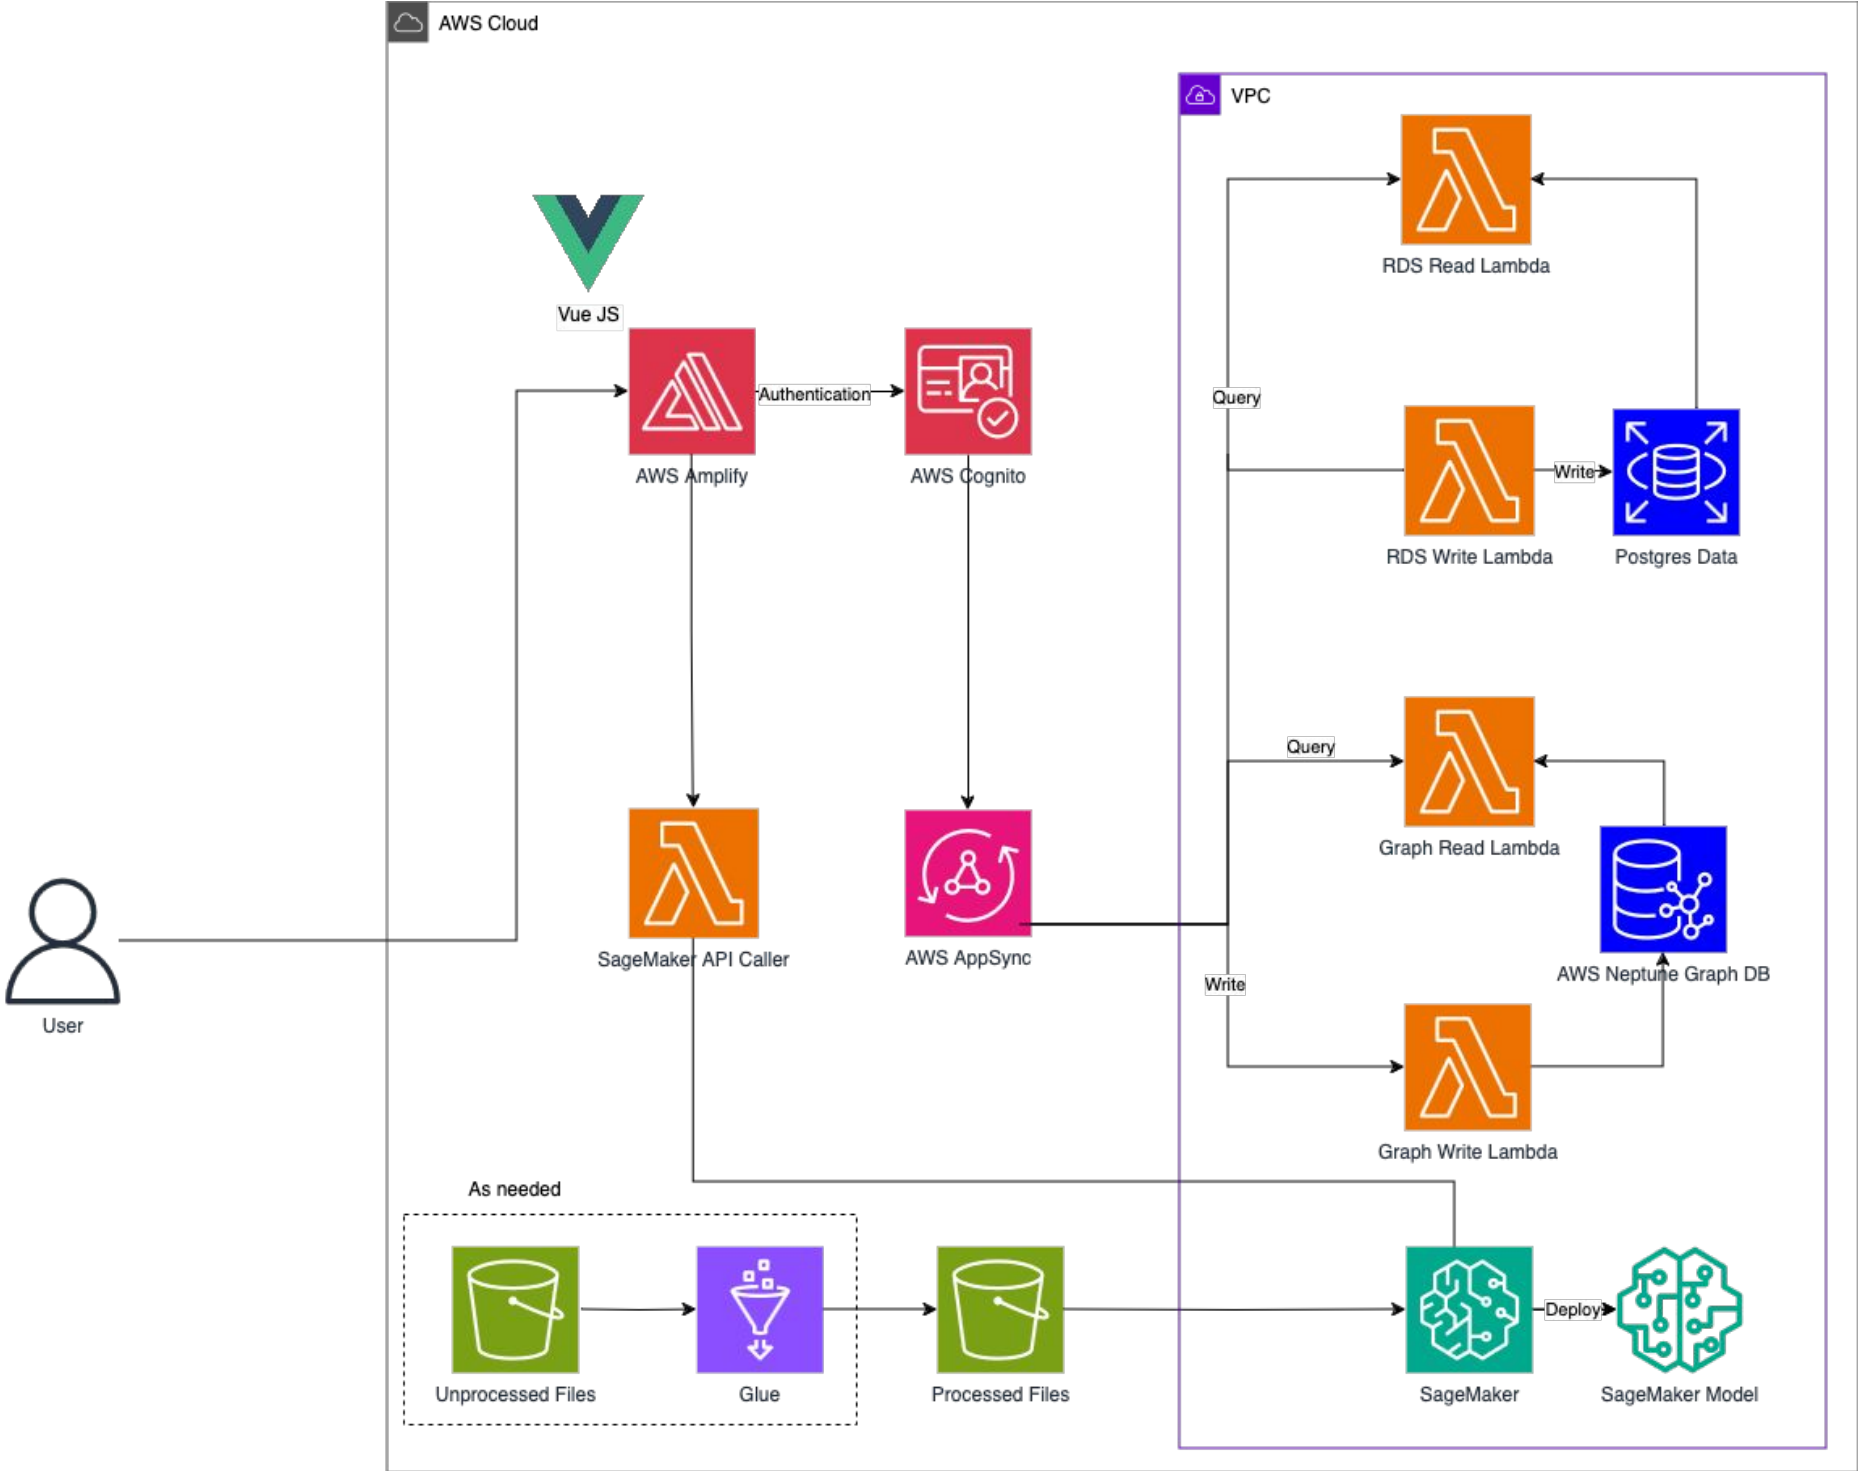 AWS Cloud
VPC
RDS Read Lambda
Vue JS
Authentication
AWS Amplify
AWS Cognito
Query
Write
RDS Write Lambda
Postgres Data
Query
Graph Read Lambda
SageMaker API Caller
AWS AppSync
AWS Neptune Graph DB
Write
User
Graph Write Lambda
As needed
Deploy
Unprocessed Files
Glue
Processed Files
SageMaker
SageMaker Model